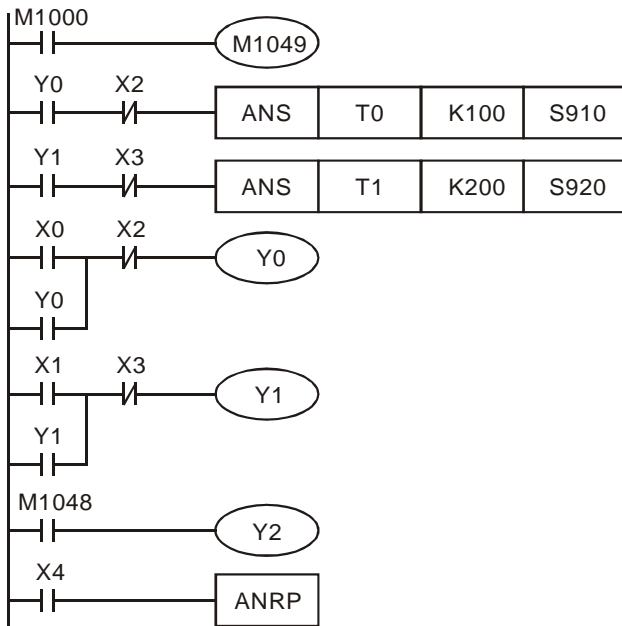 M1000
M1049
Y0 X2
ANS T0 K100 S910
Y1 X3
ANS T1 K200 S920
X0 X2
Y0
Y0
X1 X3
Y1
Y1
M1048
Y2
X4
ANRP